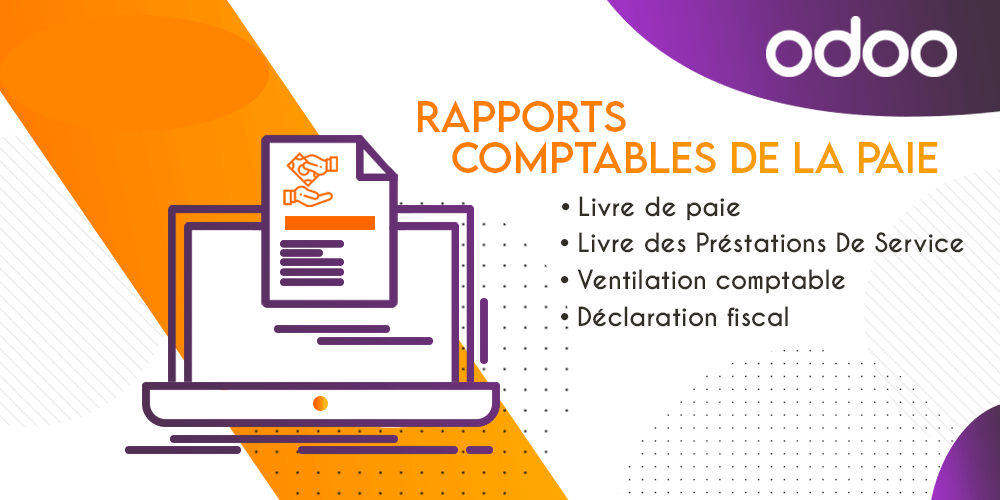 odoo
RAPPORTS
COMPTABLES DE LA PAIE
• Livre de paie
• Livre des Préstations De Service
• Ventilation comptable
• Déclaration fiscal